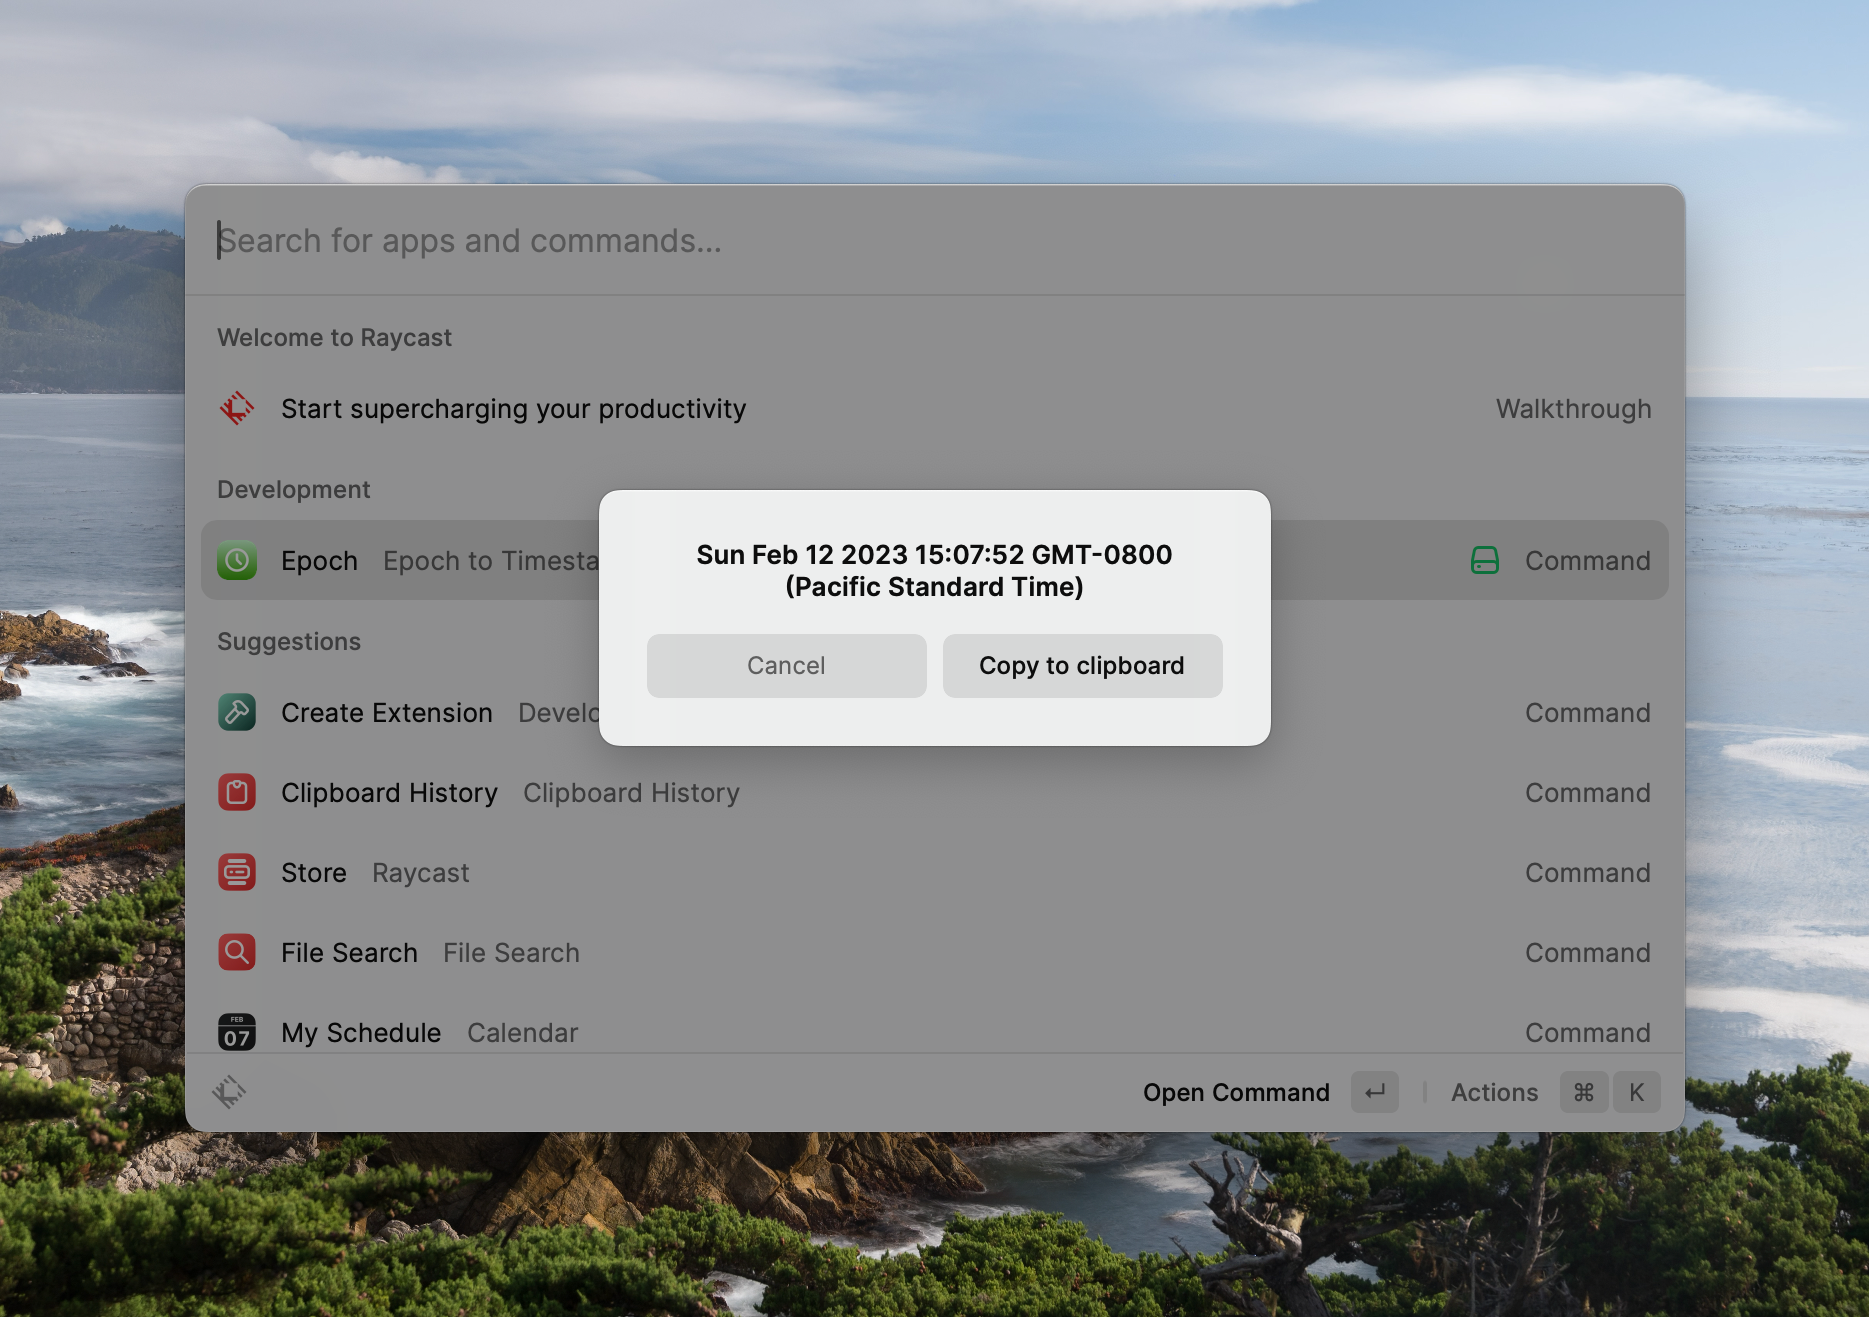 Search for apps and commands...
Welcome to Raycast
Start supercharging your productivity Walkthrough
Development
Epoch Epoch to Timesta Command
Sun Feb 12 2023 15:07:52 GMT-0800
(Pacific Standard Time)
Cancel Copy to clipboard
Suggestions
Create Extension Develo Command
Clipboard History Clipboard History Command
Store Raycast Command
File Search File Search Command
FEB
07 My Schedule Calendar Command
Open Command ↵ Actions ⌘ K